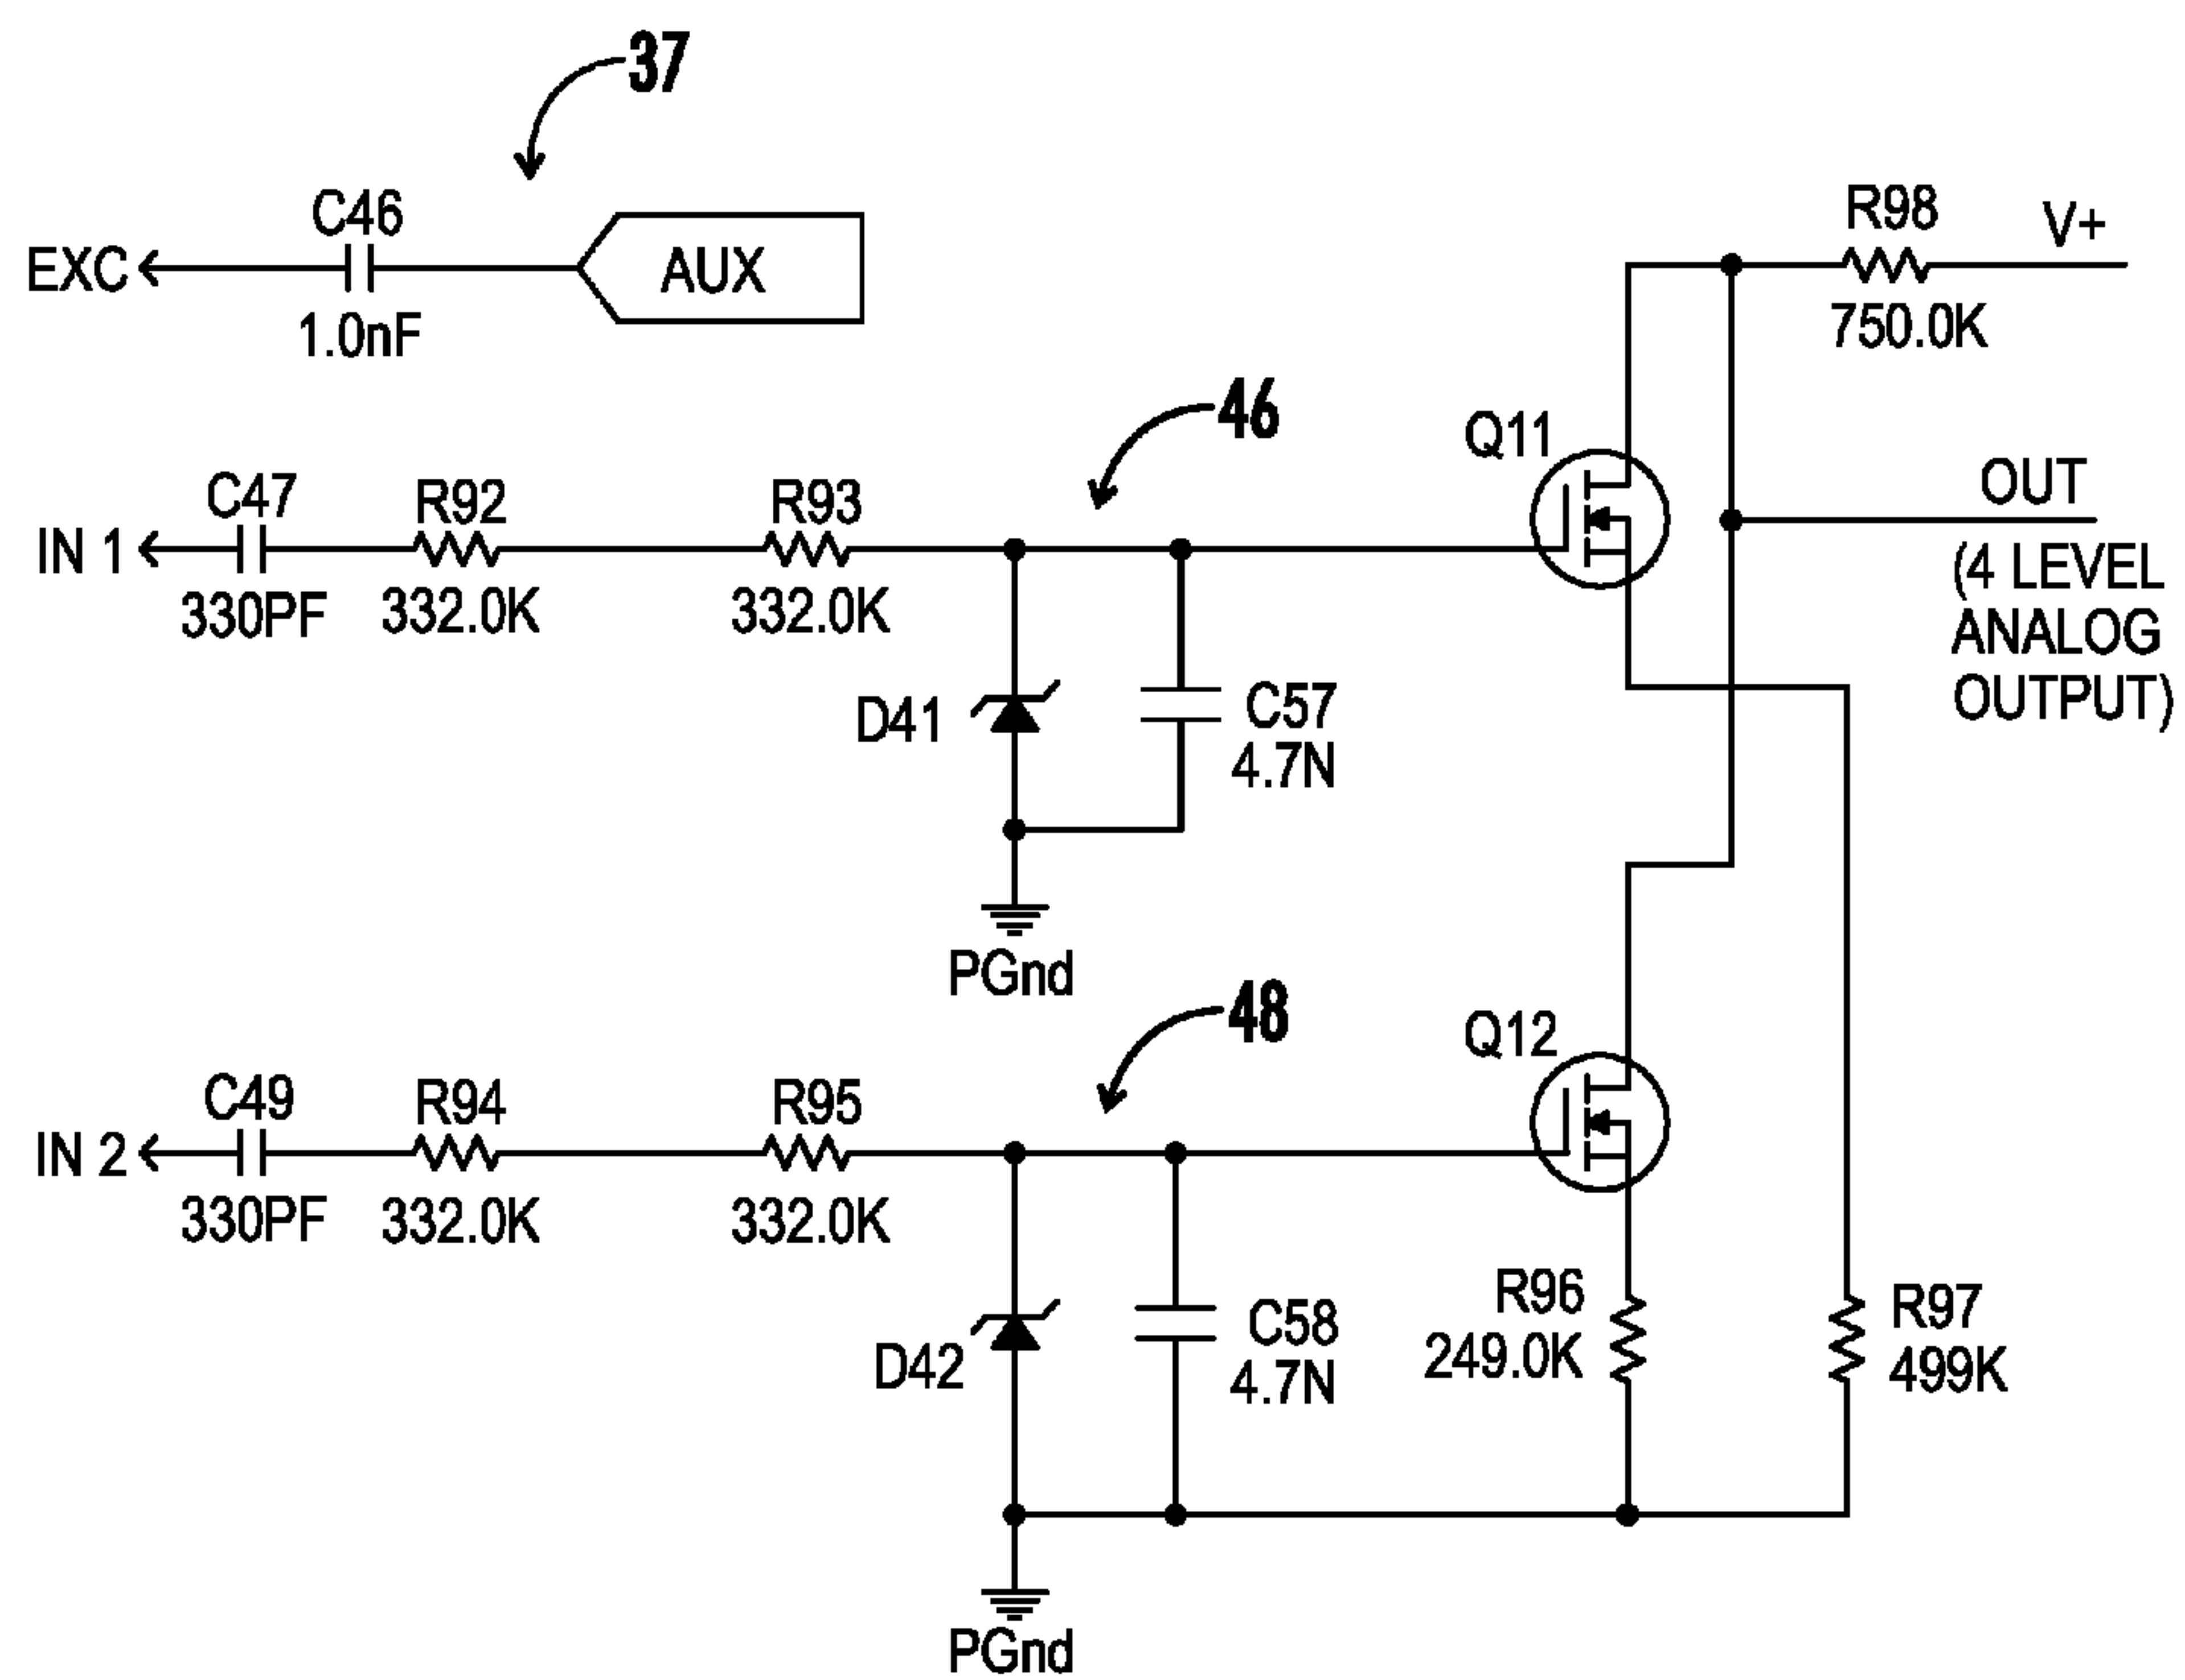 37
C46
EXC
AUX
1.0nF
R98
V+
750.0K
46
Q11
OUT
(4 LEVEL
ANALOG
OUTPUT)
C47
R92
R93
IN 1
330PF
332.0K
332.0K
D41
C57
4.7N
PGnd
48
Q12
C49
R94
R95
IN 2
330PF
332.0K
332.0K
D42
C58
4.7N
R96
249.0K
R97
499K
PGnd